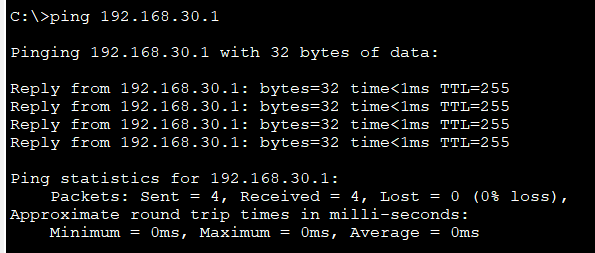 C:\>ping 192.168.30.1
Pinging 192.168.30.1 with 32 bytes of data:
Reply from 192.168.30.1: bytes=32 time<1ms TTL=255
Reply from 192.168.30.1: bytes=32 time<1ms TTL=255
Reply from 192.168.30.1: bytes=32 time<1ms TTL=255
Reply from 192.168.30.1: bytes=32 time<1ms TTL=255
Ping statistics for 192.168.30.1:
    Packets: Sent = 4, Received = 4, Lost = 0 (0% loss),
Approximate round trip times in milli-seconds:
    Minimum = 0ms, Maximum = 0ms, Average = 0ms